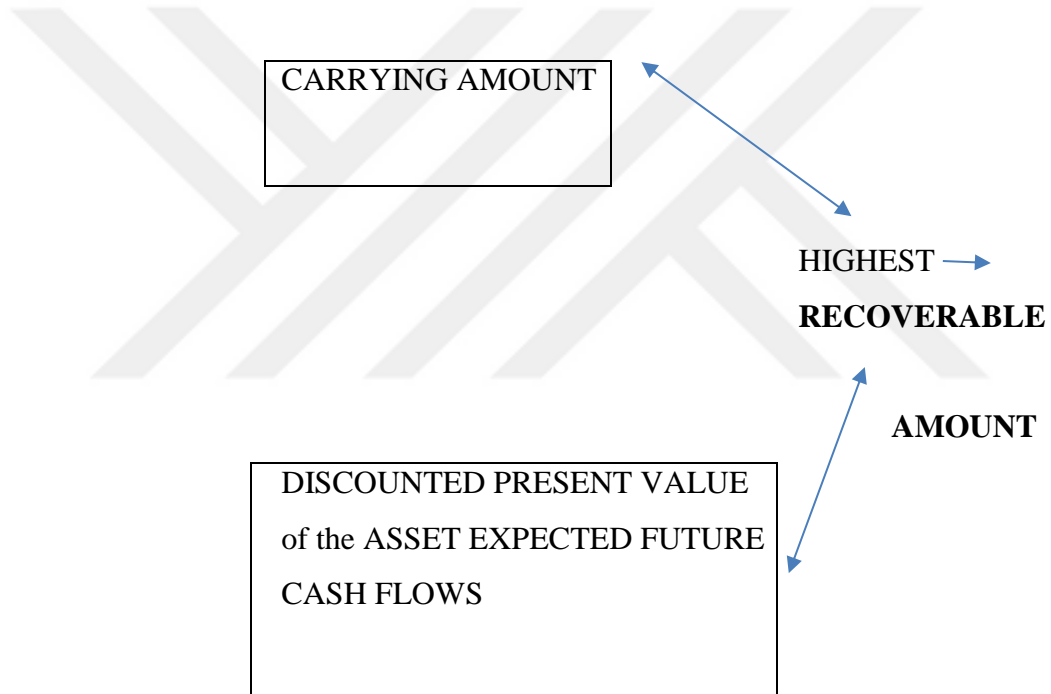 CARRYING AMOUNT
HIGHEST
RECOVERABLE
AMOUNT
DISCOUNTED PRESENT VALUE
of the ASSET EXPECTED FUTURE
CASH FLOWS